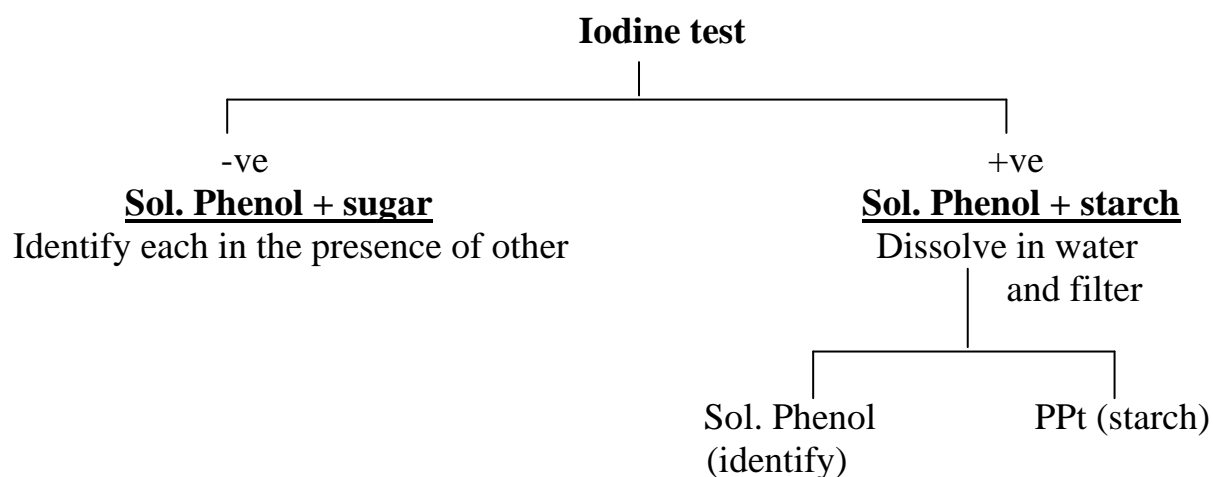 Iodine test
-ve
+ve
Sol. Phenol + sugar
Sol. Phenol + starch
Identify each in the presence of other
Dissolve in water
and filter
Sol. Phenol
PPt (starch)
(identify)